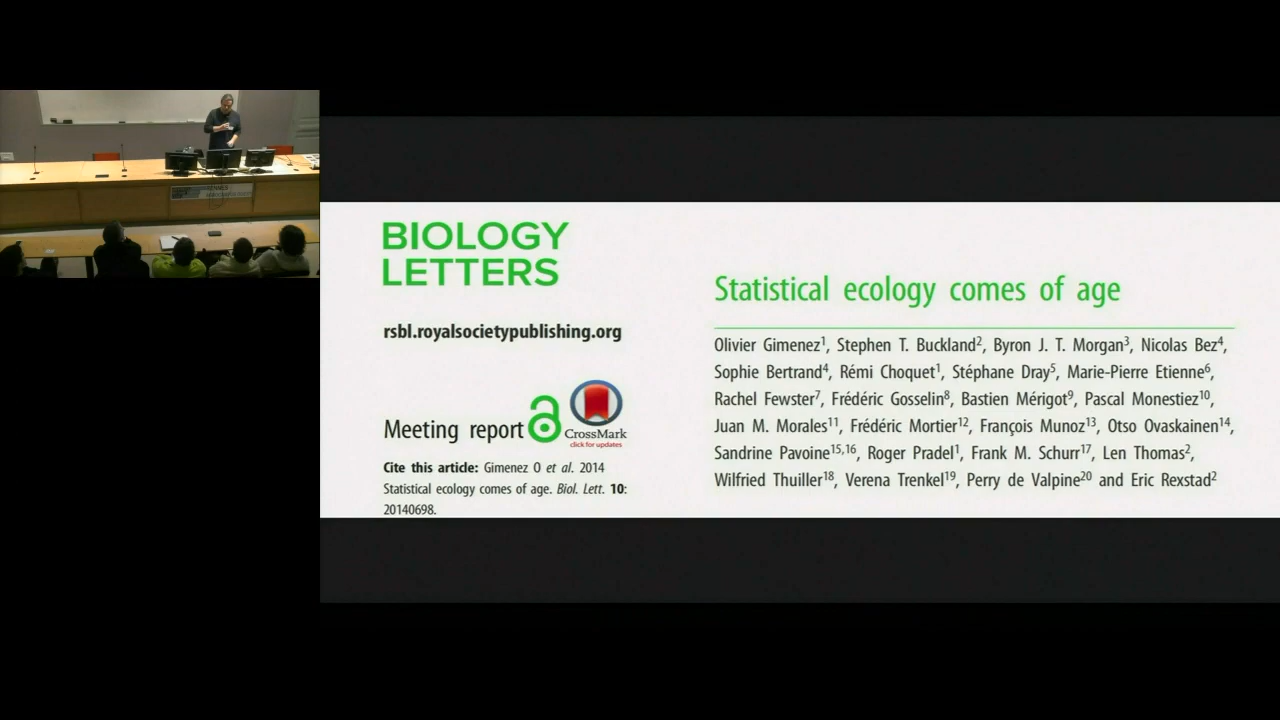 BIOLOGY
LETTERS
rsbl.royalsocietypublishing.org
Meeting report
CrossMark
click for updates
Cite this article: Gimenez O et al. 2014
Statistical ecology comes of age. Biol. Lett. 10:
20140698.
Statistical ecology comes of age
Olivier Gimenez1, Stephen T. Buckland2, Byron J. T. Morgan3, Nicolas Bez4,
Sophie Bertrand4, Rémi Choquet1, Stéphane Dray5, Marie-Pierre Etienne6,
Rachel Fewster7, Frédéric Gosselin8, Bastien Mérigot9, Pascal Monestiez10,
Juan M. Morales11, Frédéric Mortier12, François Munoz13, Otso Ovaskainen14,
Sandrine Pavoine15,16, Roger Pradel1, Frank M. Schurr17, Len Thomas2,
Wilfried Thuiller18, Verena Trenkel19, Perry de Valpine20 and Eric Rexstad2